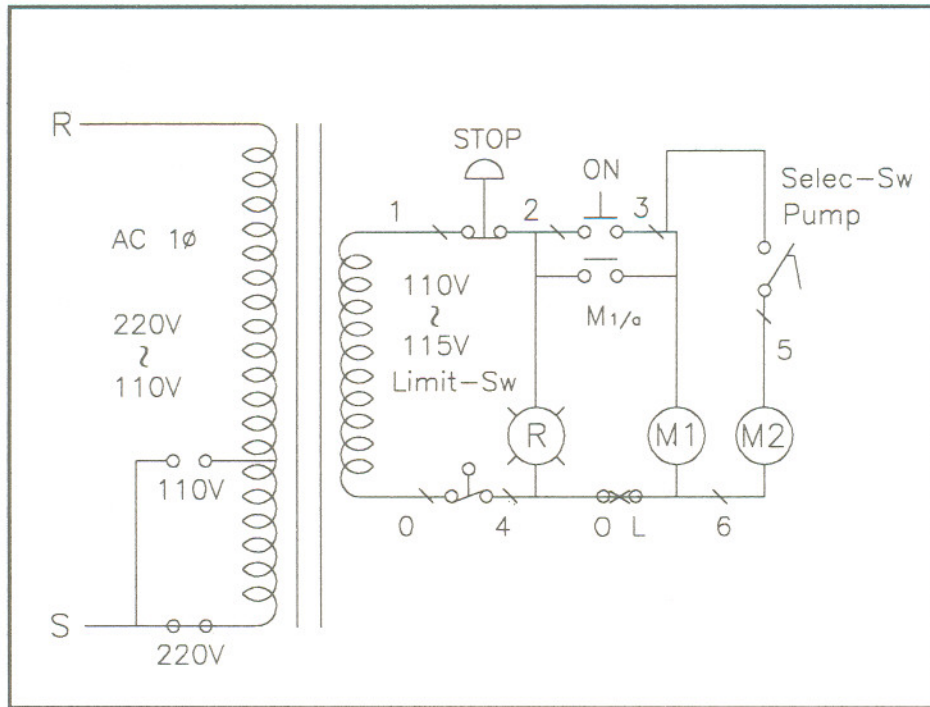 R
STOP
ON
Selec-Sw
Pump
1
2
3
AC 1ø
110V
~
115V
M1/a
220V
~
110V
Limit-Sw
5
R
M1
M2
110V
0
4
O L
6
S
220V